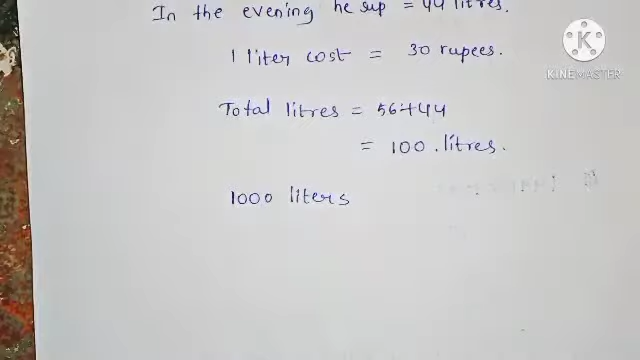 In the evening he sup = 44 litres.
1 liter cost = 30 rupees.
Total litres = 56+44
= 100 . litres.
1000 liters
KINEMASTER